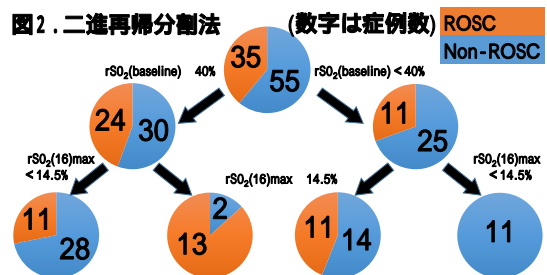 図2．二進再帰分割法 (数字は症例数)
ROSC
Non-ROSC
35
55
rSO₂(baseline) 40%
rSO₂(baseline) < 40%
24
30
11
25
rSO₂(16)max
< 14.5%
rSO₂(16)max 14.5%
rSO₂(16)max
< 14.5%
11
28
2
13
11
14
11